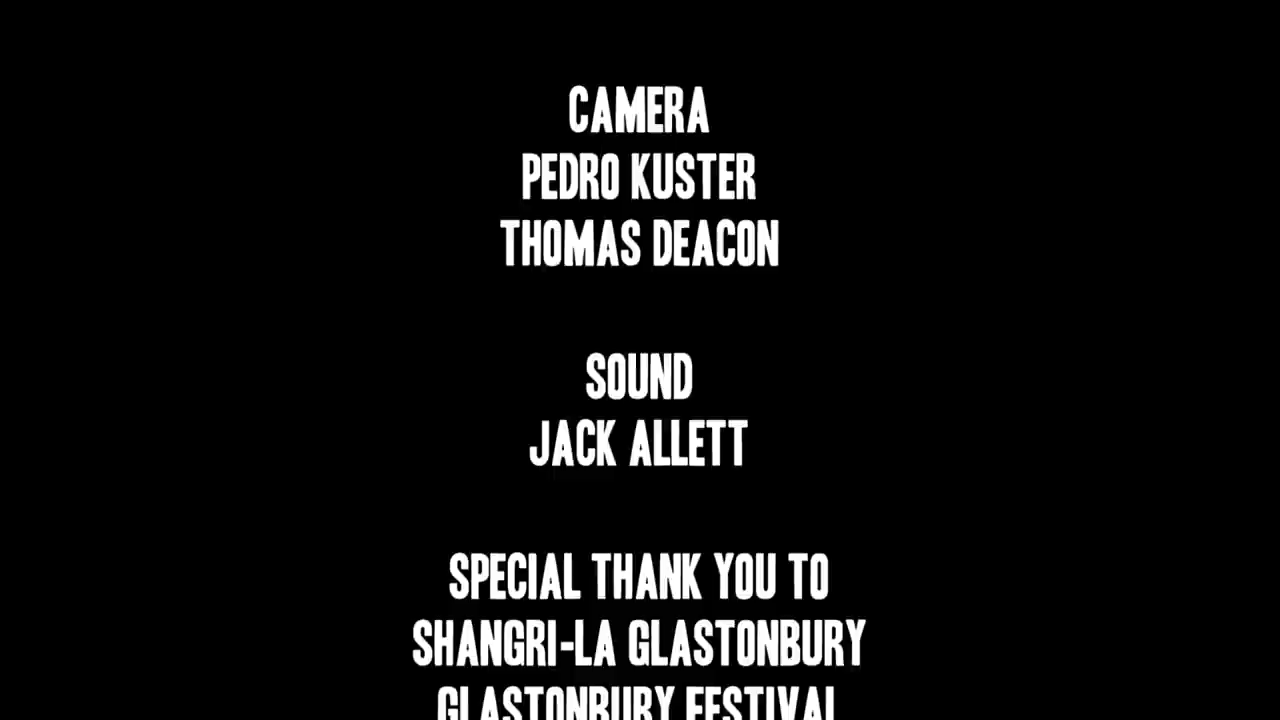 CAMERA
PEDRO KUSTER
THOMAS DEACON
SOUND
JACK ALLETT
SPECIAL THANK YOU TO
SHANGRI-LA GLASTONBURY
GLASTONBURY FESTIVAL